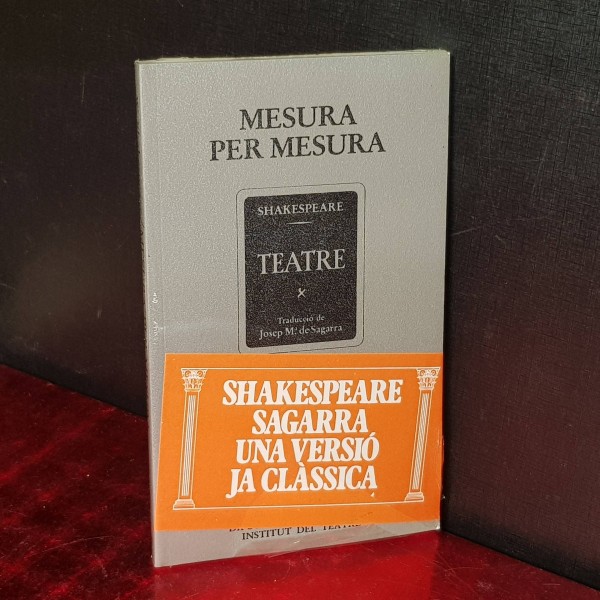 MESURA
PER MESURA
SHAKESPEARE
TEATRE
Traducció de
Josep M.ª de Sagarra
SHAKESPEARE
SAGARRA
UNA VERSIÓ
JA CLÀSSICA
INSTITUT DEL TEATRE